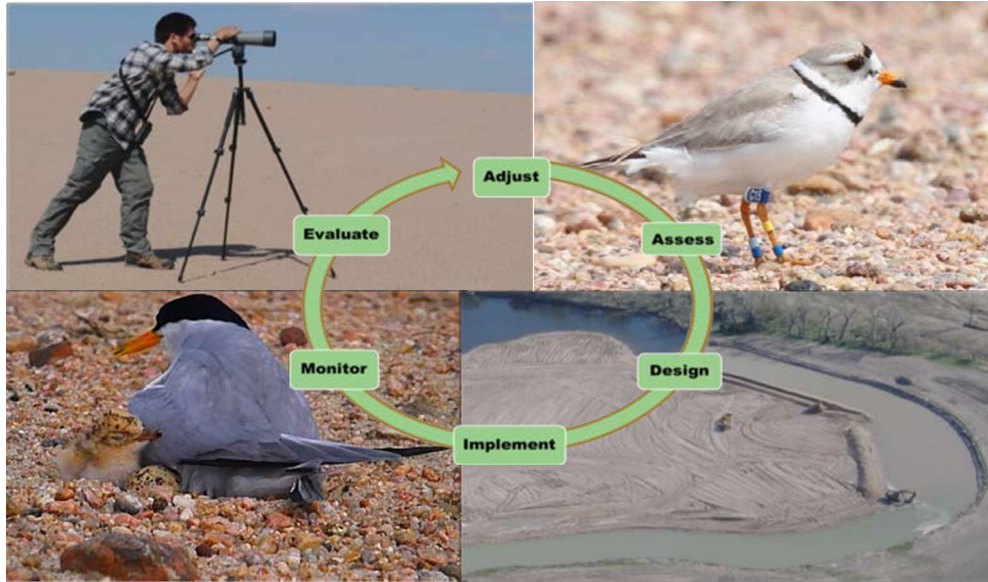 Adjust
Assess
Design
Implement
Monitor
Evaluate